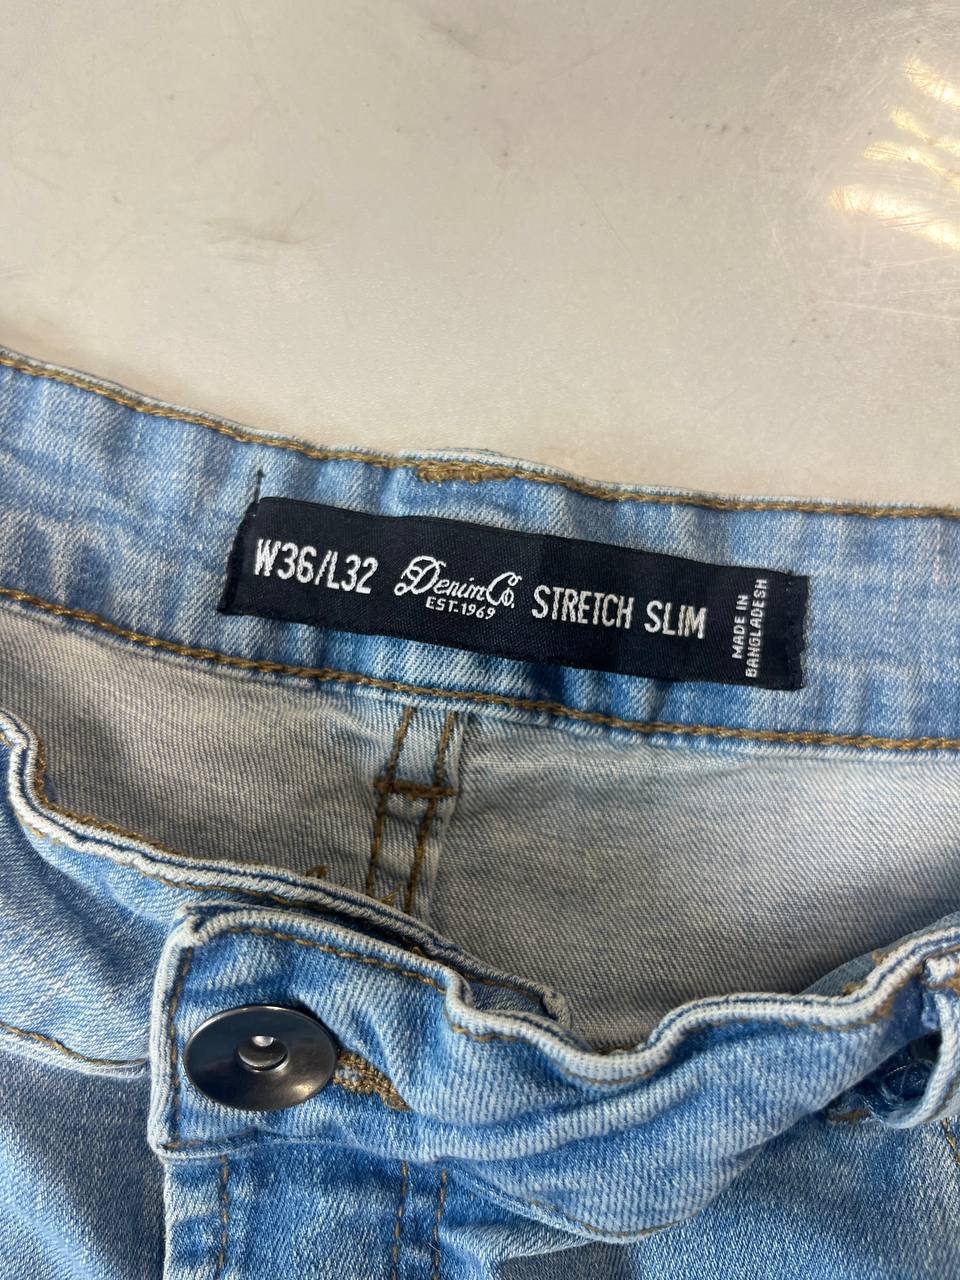 W36/L32
Denim Co.
EST.1969
STRETCH SLIM
MADE IN
BANGLADESH